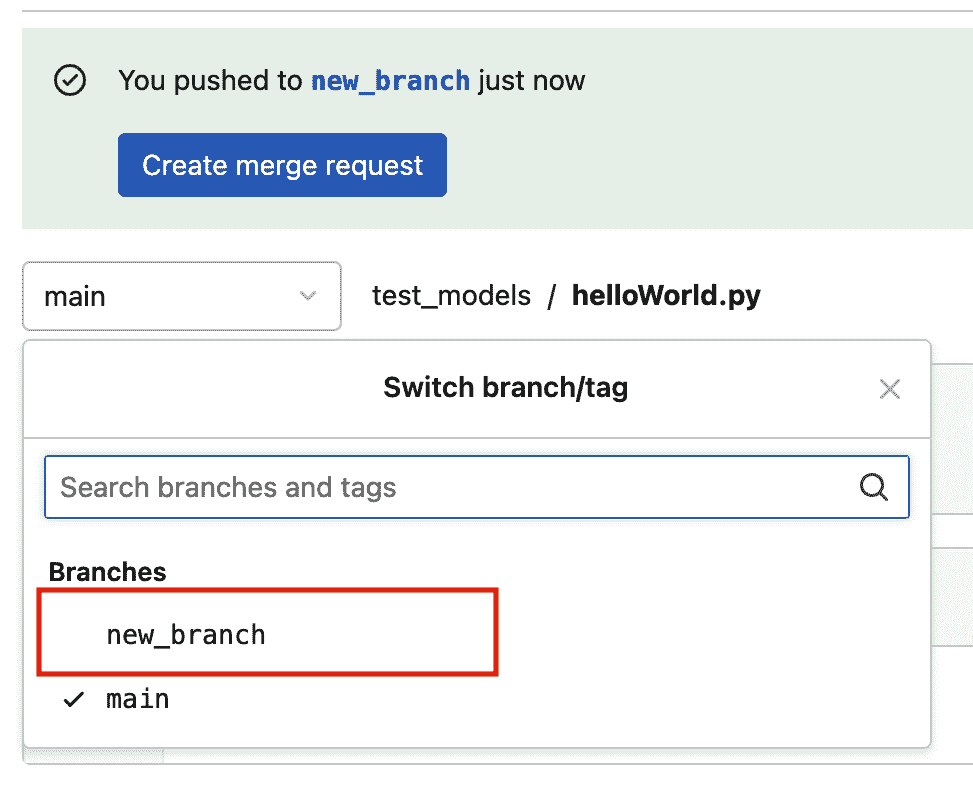 You pushed to new_branch just now
Create merge request
main
test_models / helloWorld.py
Switch branch/tag
Search branches and tags
Branches
new_branch
main